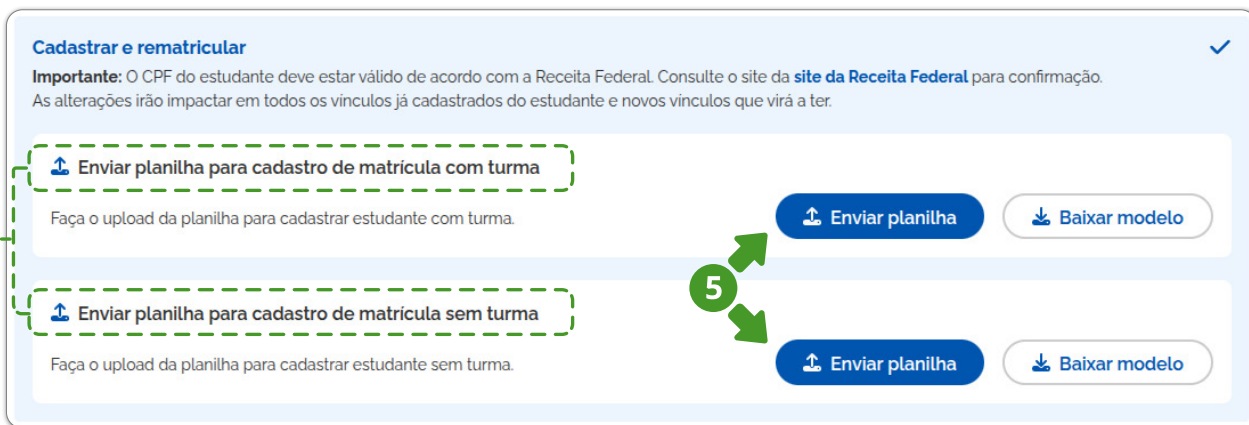 Cadastrar e rematricular
Importante: O CPF do estudante deve estar válido de acordo com a Receita Federal. Consulte o site da site da Receita Federal para confirmação.
As alterações irão impactar em todos os vínculos já cadastrados do estudante e novos vínculos que virá a ter.
Enviar planilha para cadastro de matrícula com turma
Faça o upload da planilha para cadastrar estudante com turma.
Enviar planilha
Baixar modelo
5
Enviar planilha para cadastro de matrícula sem turma
Faça o upload da planilha para cadastrar estudante sem turma.
Enviar planilha
Baixar modelo